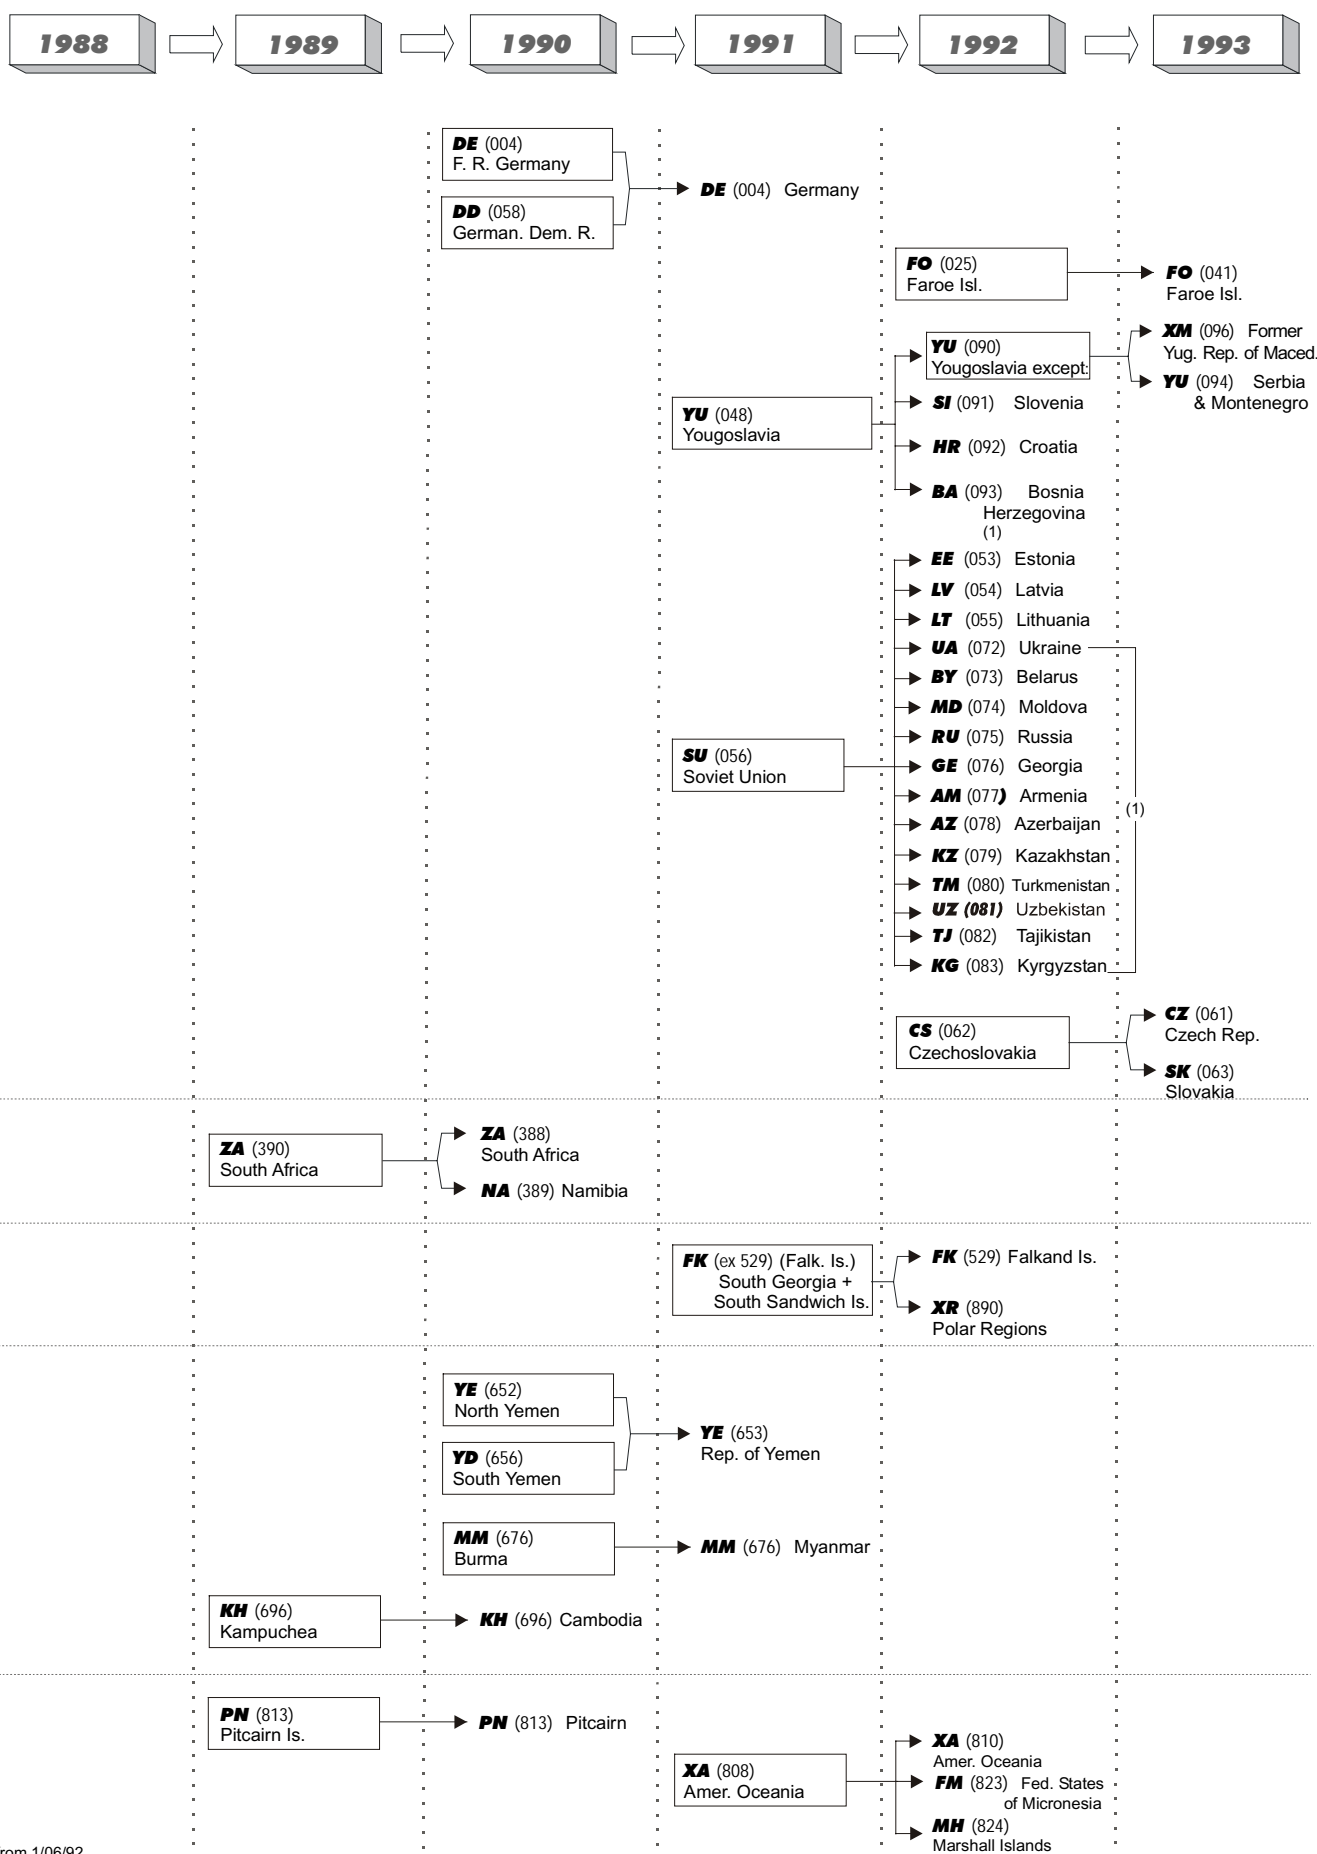 1988 1989 1990 1991 1992 1993
DE (004)
F. R. Germany
DE (004) Germany
DD (058)
German. Dem. R.
FO (025)
Faroe Isl.
FO (041)
Faroe Isl.
YU (090)
Yougoslavia except:
XM (096) Former
Yug. Rep. of Maced.
YU (094) Serbia
& Montenegro
YU (048)
Yougoslavia
SI (091) Slovenia
HR (092) Croatia
BA (093) Bosnia
Herzegovina
(1)
EE (053) Estonia
LV (054) Latvia
LT (055) Lithuania
UA (072) Ukraine
BY (073) Belarus
MD (074) Moldova
RU (075) Russia
SU (056)
Soviet Union
GE (076) Georgia
AM (077) Armenia
(1)
AZ (078) Azerbaijan
KZ (079) Kazakhstan
TM (080) Turkmenistan
UZ (081) Uzbekistan
TJ (082) Tajikistan
KG (083) Kyrgyzstan
CS (062)
Czechoslovakia
CZ (061)
Czech Rep.
SK (063)
Slovakia
ZA (390)
South Africa
ZA (388)
South Africa
NA (389) Namibia
FK (ex 529) (Falk. Is.)
South Georgia +
South Sandwich Is.
FK (529) Falkand Is.
XR (890)
Polar Regions
YE (652)
North Yemen
YE (653)
Rep. of Yemen
YD (656)
South Yemen
MM (676)
Burma
MM (676) Myanmar
KH (696)
Kampuchea
KH (696) Cambodia
PN (813)
Pitcairn Is.
PN (813) Pitcairn
XA (808)
Amer. Oceania
XA (810)
Amer. Oceania
FM (823) Fed. States
of Micronesia
MH (824)
Marshall Islands
1/06/92